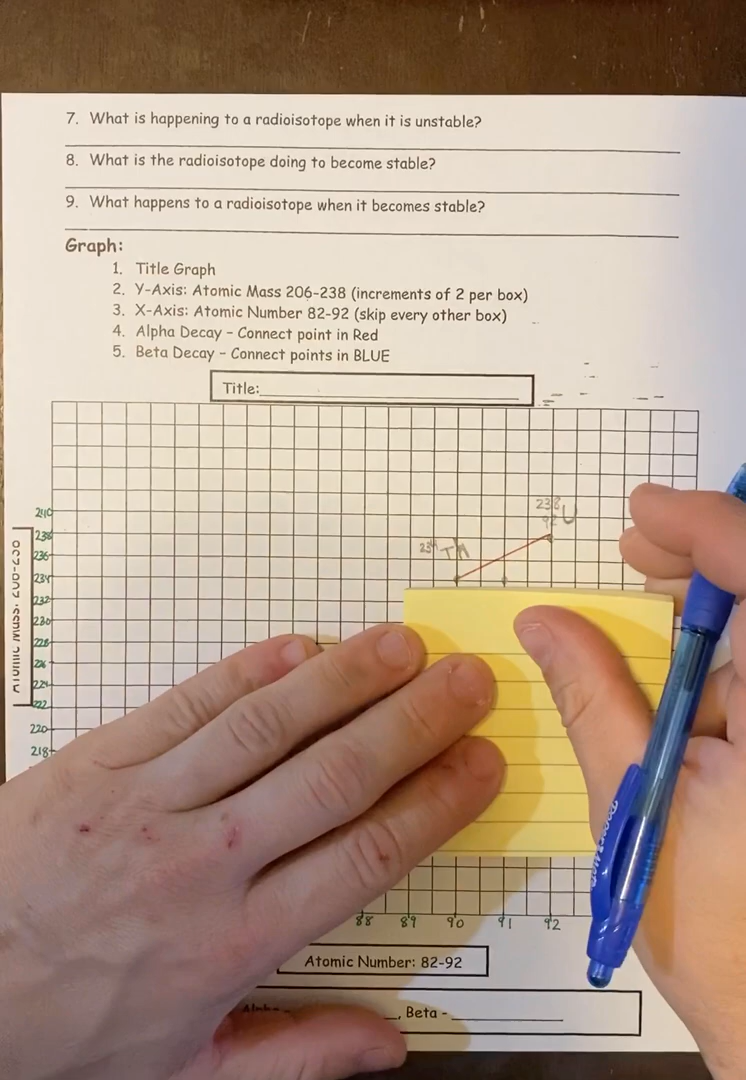 7. What is happening to a radioisotope when it is unstable?
8. What is the radioisotope doing to become stable?
9. What happens to a radioisotope when it becomes stable?
Graph:
1. Title Graph
2. Y-Axis: Atomic Mass 206-238 (increments of 2 per box)
3. X-Axis: Atomic Number 82-92 (skip every other box)
4. Alpha Decay – Connect point in Red
5. Beta Decay – Connect points in BLUE
Title:
240
238
236
234
232
230
228
226
224
222
220
218
238
92 U
234 Th
88 89 90 91 92
Atomic Number: 82-92
, Beta -